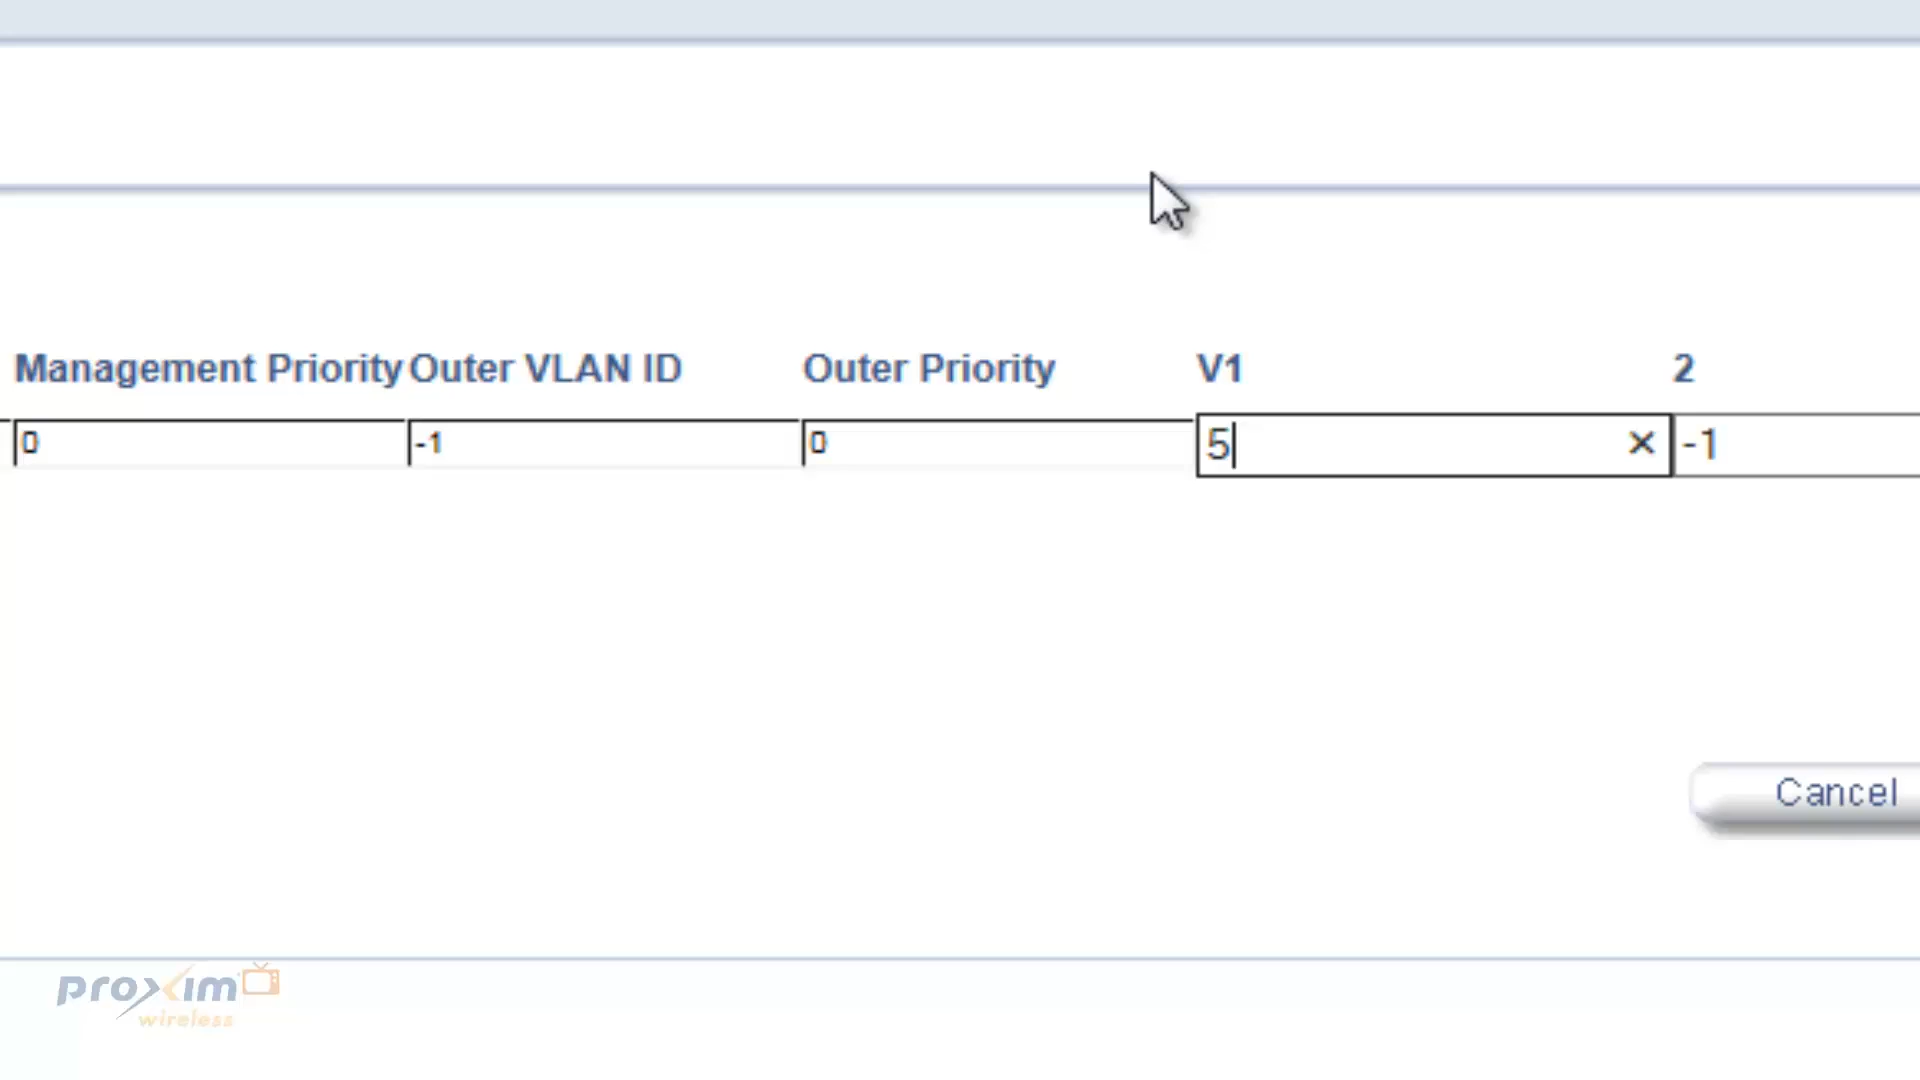 Management Priority Outer VLAN ID Outer Priority V1 2
0 -1 0 5 × -1
Cancel
proxim
wireless